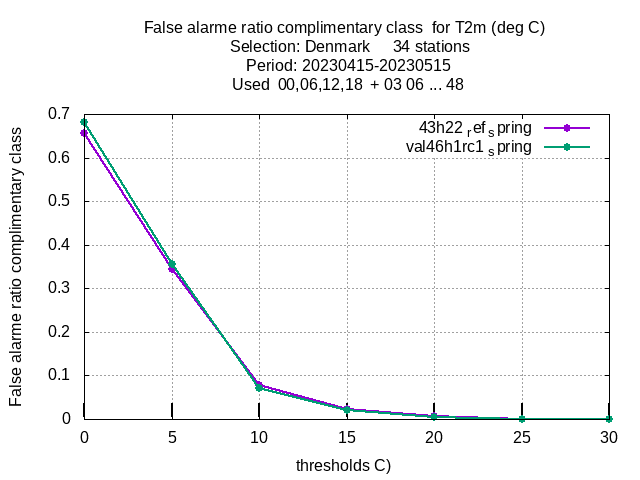 False alarme ratio complimentary class  for T2m (deg C)
Selection: Denmark     34 stations
Period: 20230415-20230515
Used  00,06,12,18  + 03 06 ... 48
False alarme ratio complimentary class
43h22 ref spring
val46h1rc1 spring
0.7
0.6
0.5
0.4
0.3
0.2
0.1
0
0 5 10 15 20 25 30
thresholds C)